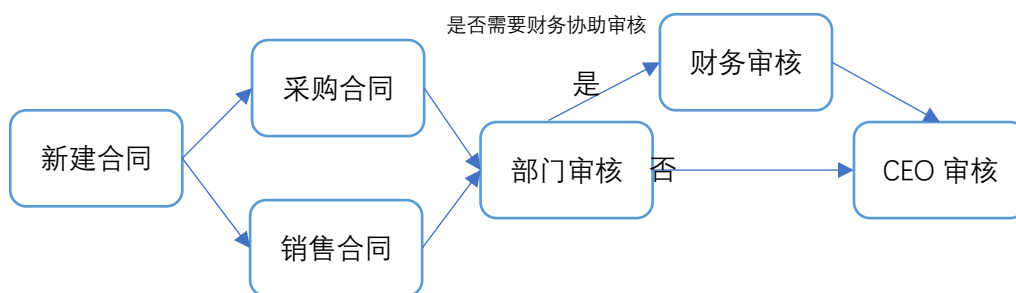 是否需要财务协助审核
财务审核
是
采购合同
新建合同
部门审核
否
CEO 审核
销售合同